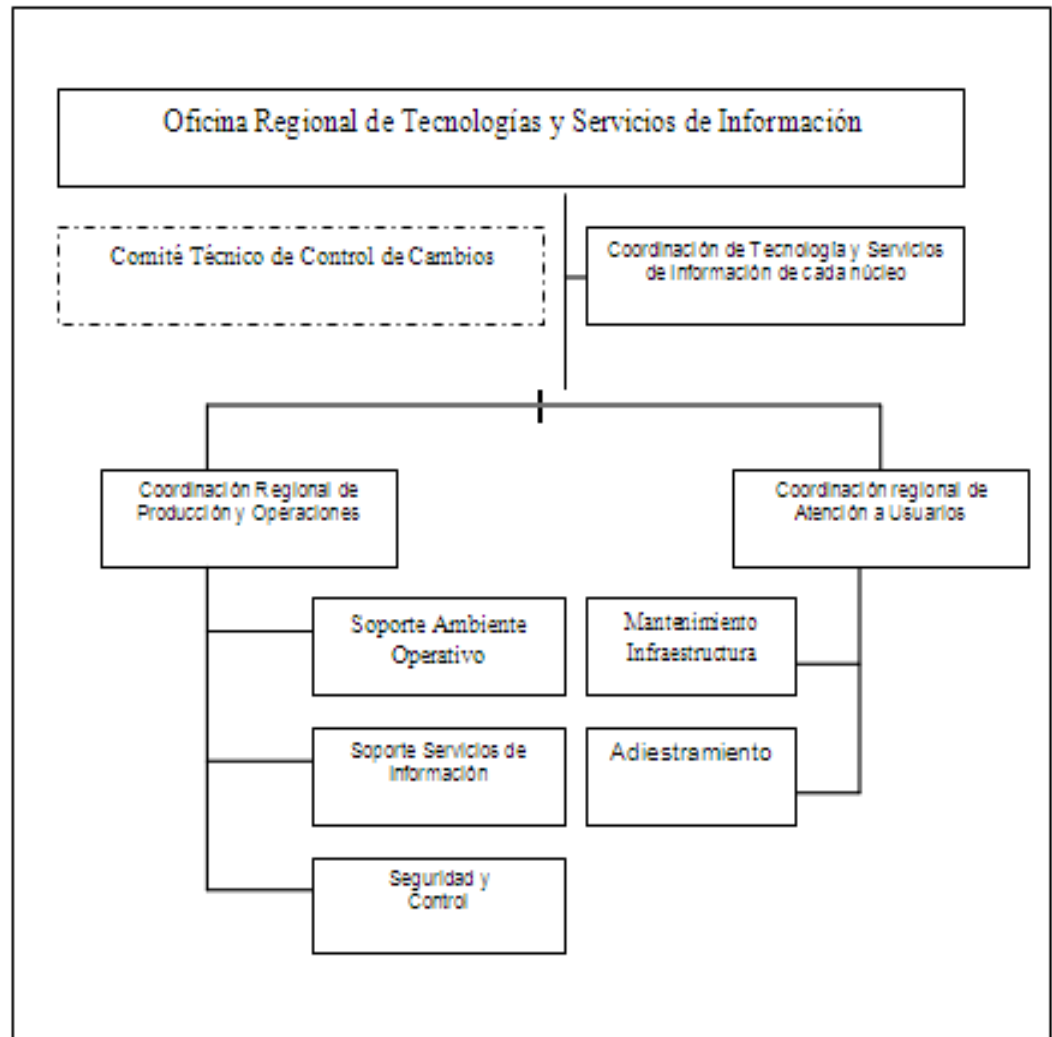 Oficina Regional de Tecnologías y Servicios de Información
Comité Técnico de Control de Cambios
Coordinación de Tecnología y Servicios
de Información de cada núcleo
Coordinación Regional de
Producción y Operaciones
Coordinación regional de
Atención a Usuarios
Soporte Ambiente
Operativo
Mantenimiento
Infraestructura
Soporte Servicios de
Información
Adiestramiento
Seguridad y
Control